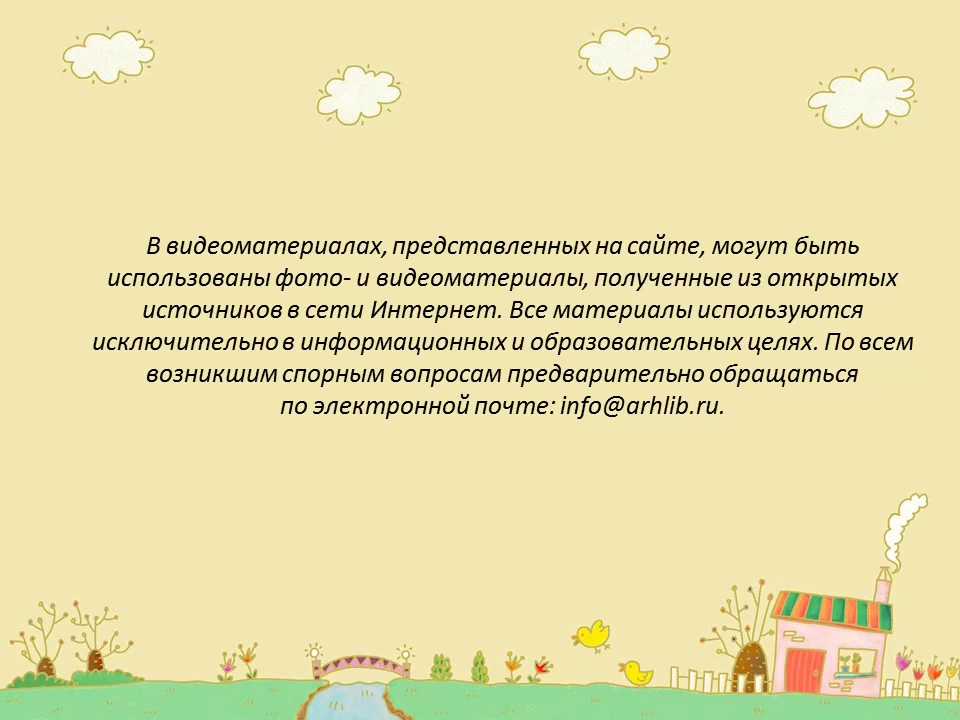 В видеоматериалах, представленных на сайте, могут быть
использованы фото- и видеоматериалы, полученные из открытых
источников в сети Интернет. Все материалы используются
исключительно в информационных и образовательных целях. По всем
возникшим спорным вопросам предварительно обращаться
по электронной почте: info@arhlib.ru.